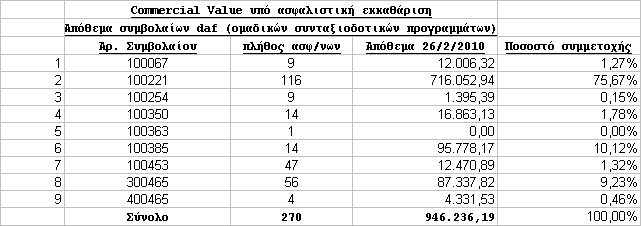 Commercial Value υπό ασφαλιστική εκκαθάριση
Απόθεμα συμβολαίων daf (ομαδικών συνταξιοδοτικών προγραμμάτων)
Αρ. Συμβολαίου πλήθος ασφ/νων Απόθεμα 26/2/2010 Ποσοστό συμμετοχής
1 100067 9 12.006,32 1,27%
2 100221 116 716.052,94 75,67%
3 100254 9 1.395,39 0,15%
4 100350 14 16.863,13 1,78%
5 100363 1 0,00 0,00%
6 100385 14 95.778,17 10,12%
7 100453 47 12.470,89 1,32%
8 300465 56 87.337,82 9,23%
9 400465 4 4.331,53 0,46%
Σύνολο 270 946.236,19 100,00%